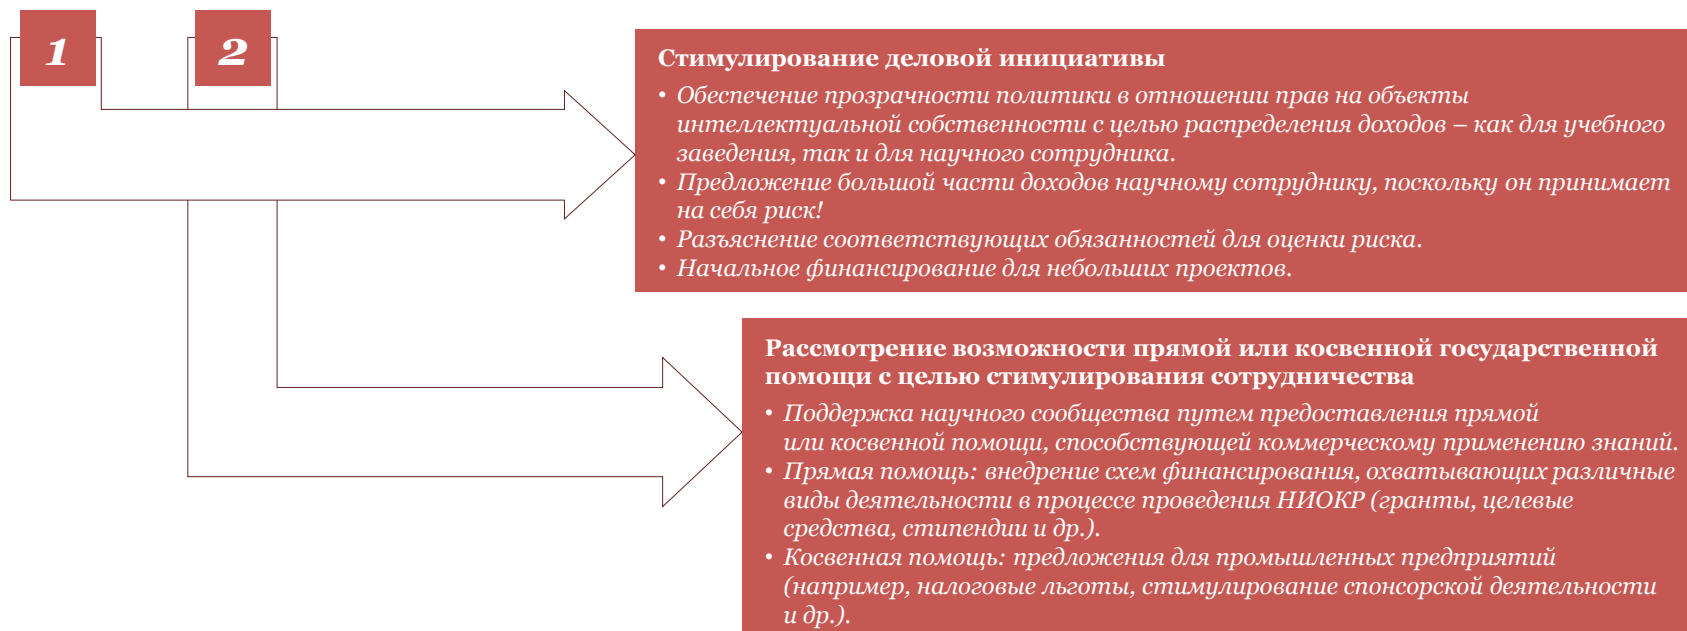 1
2
Стимулирование деловой инициативы
• Обеспечение прозрачности политики в отношении прав на объекты
интеллектуальной собственности с целью распределения доходов – как для учебного
заведения, так и для научного сотрудника.
• Предложение большой части доходов научному сотруднику, поскольку он принимает
на себя риск!
• Разъяснение соответствующих обязанностей для оценки риска.
• Начальное финансирование для небольших проектов.
Рассмотрение возможности прямой или косвенной государственной
помощи с целью стимулирования сотрудничества
• Поддержка научного сообщества путем предоставления прямой
или косвенной помощи, способствующей коммерческому применению знаний.
• Прямая помощь: внедрение схем финансирования, охватывающих различные
виды деятельности в процессе проведения НИОКР (гранты, целевые
средства, стипендии и др.).
• Косвенная помощь: предложения для промышленных предприятий
(например, налоговые льготы, стимулирование спонсорской деятельности
и др.).